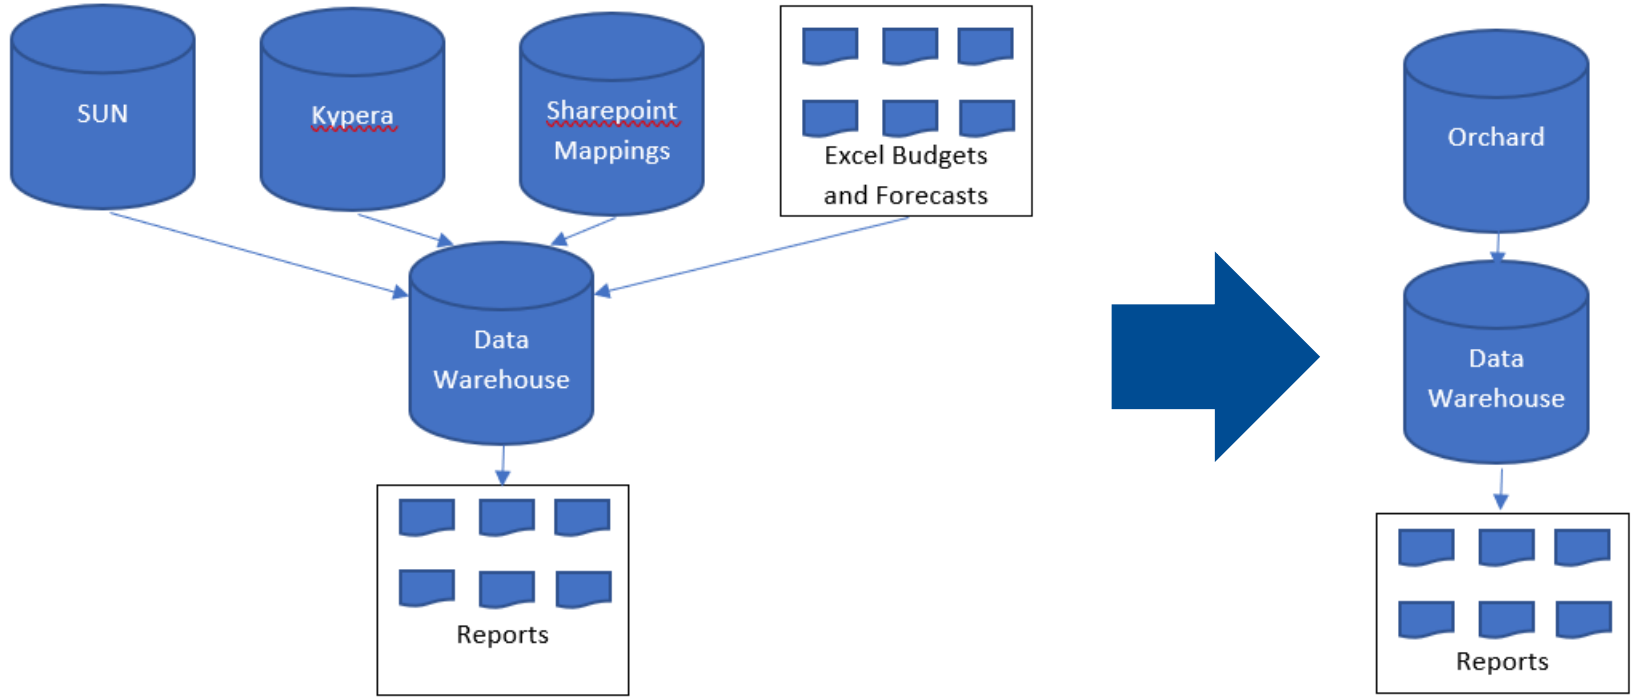 SUN
Kypera
Sharepoint
Mappings
Excel Budgets
and Forecasts
Data
Warehouse
Reports
Orchard
Data
Warehouse
Reports